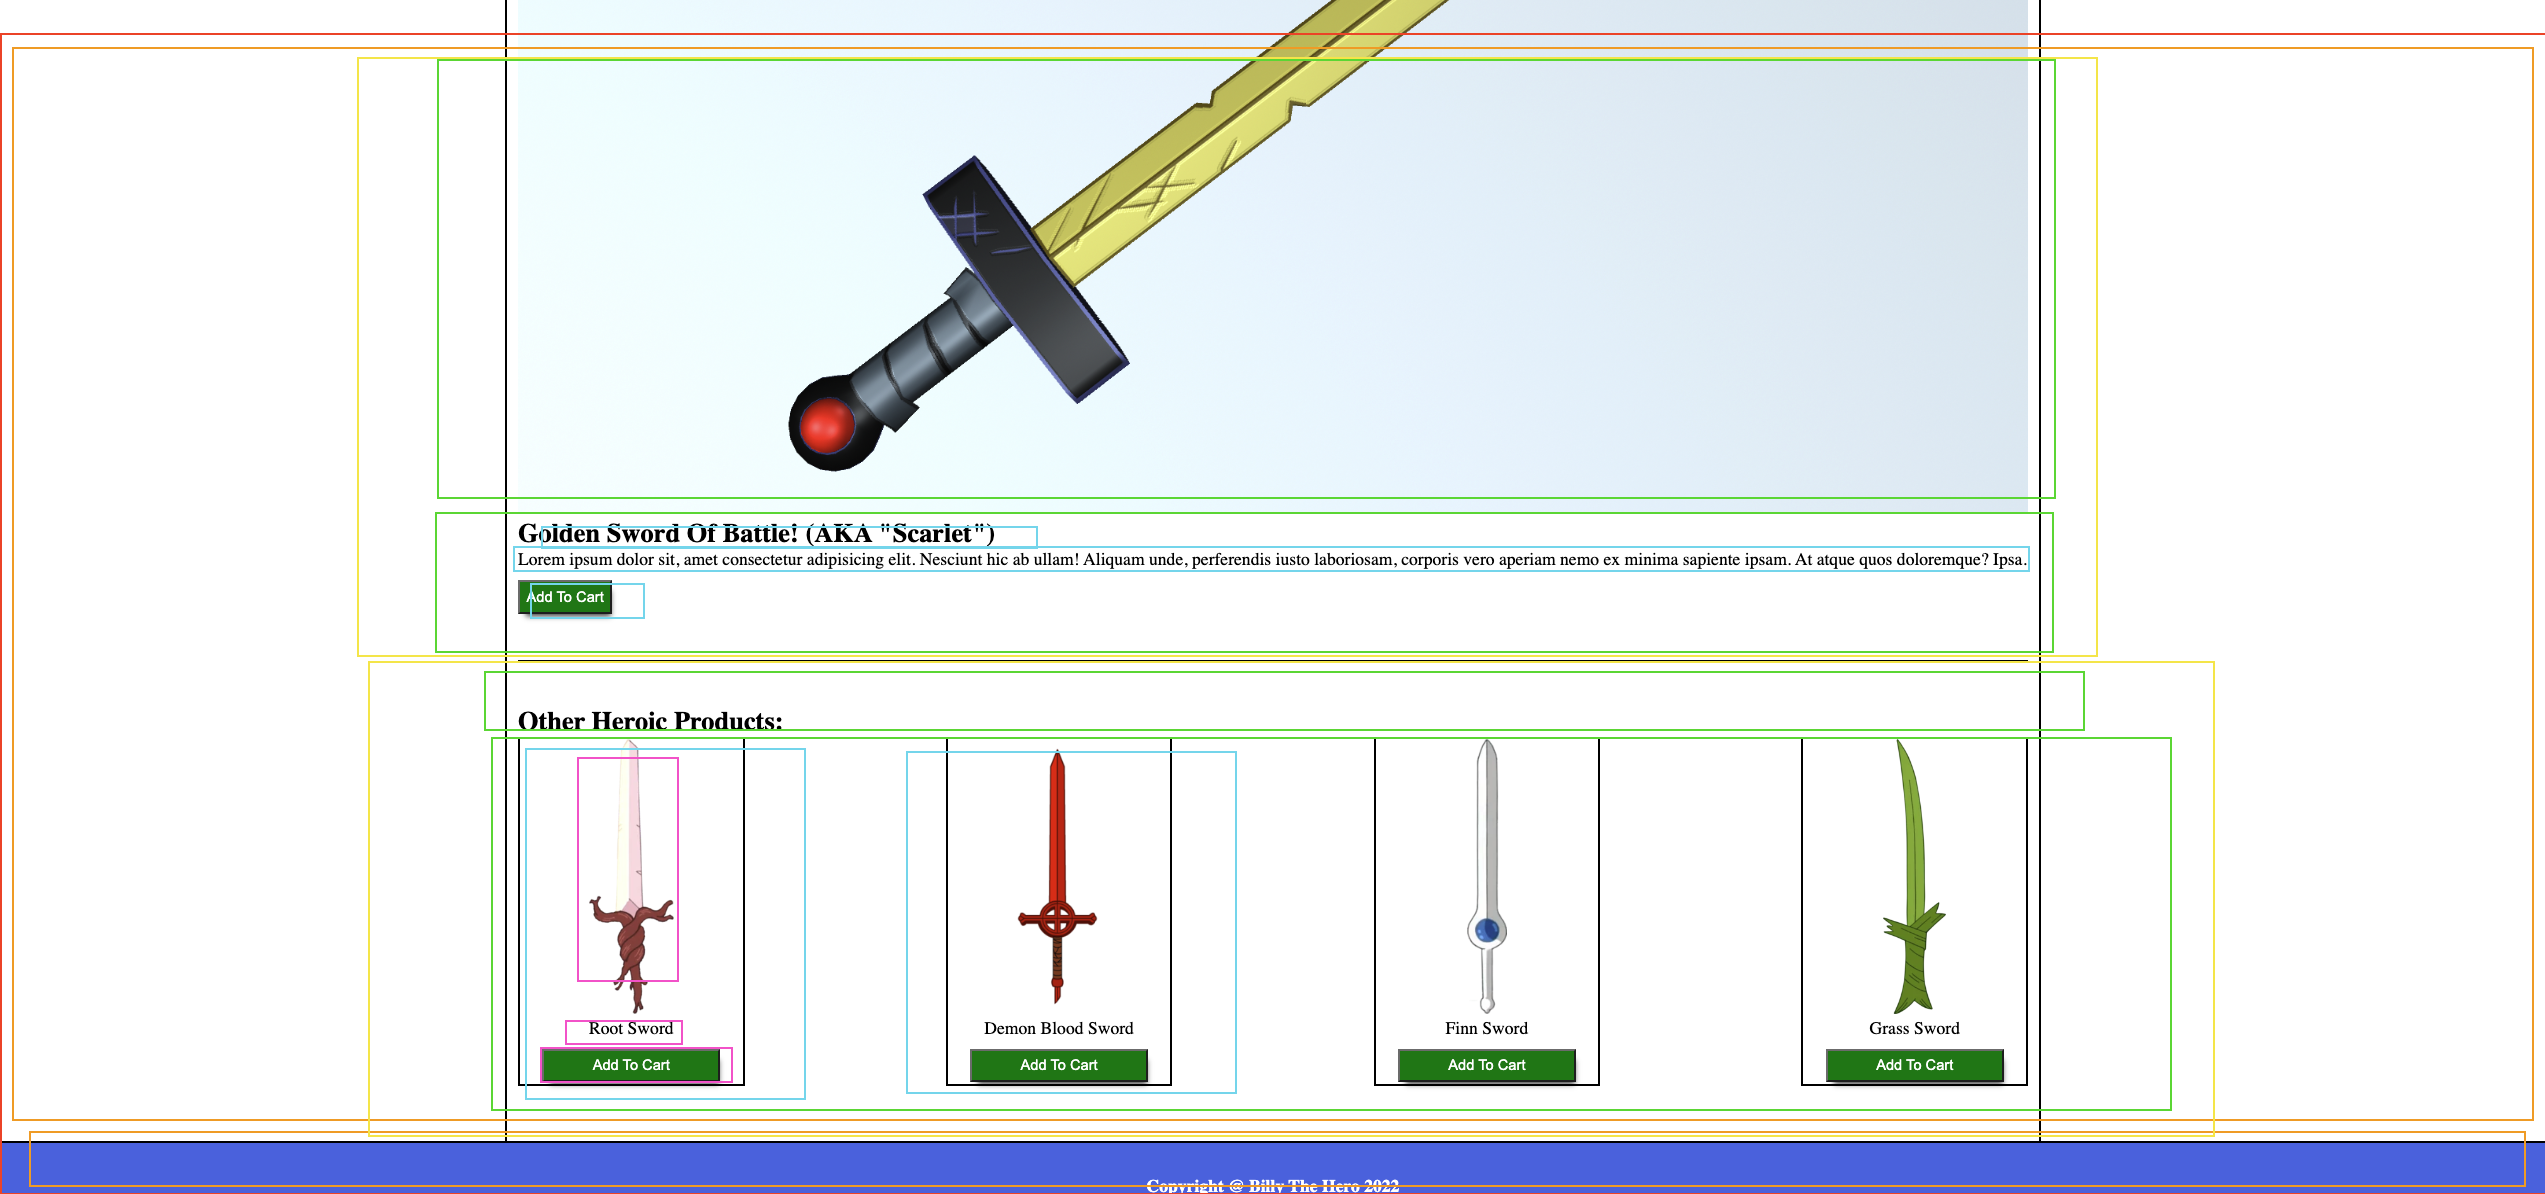 Golden Sword Of Battle! (AKA "Scarlet")
Lorem ipsum dolor sit, amet consectetur adipisicing elit. Nesciunt hic ab ullam! Aliquam unde, perferendis iusto laboriosam, corporis vero aperiam nemo ex minima sapiente ipsam. At atque quos doloremque? Ipsa.
Add To Cart
Other Heroic Products:
Root Sword
Add To Cart
Demon Blood Sword
Add To Cart
Finn Sword
Add To Cart
Grass Sword
Add To Cart
Copyright @ Billy The Hero 2022